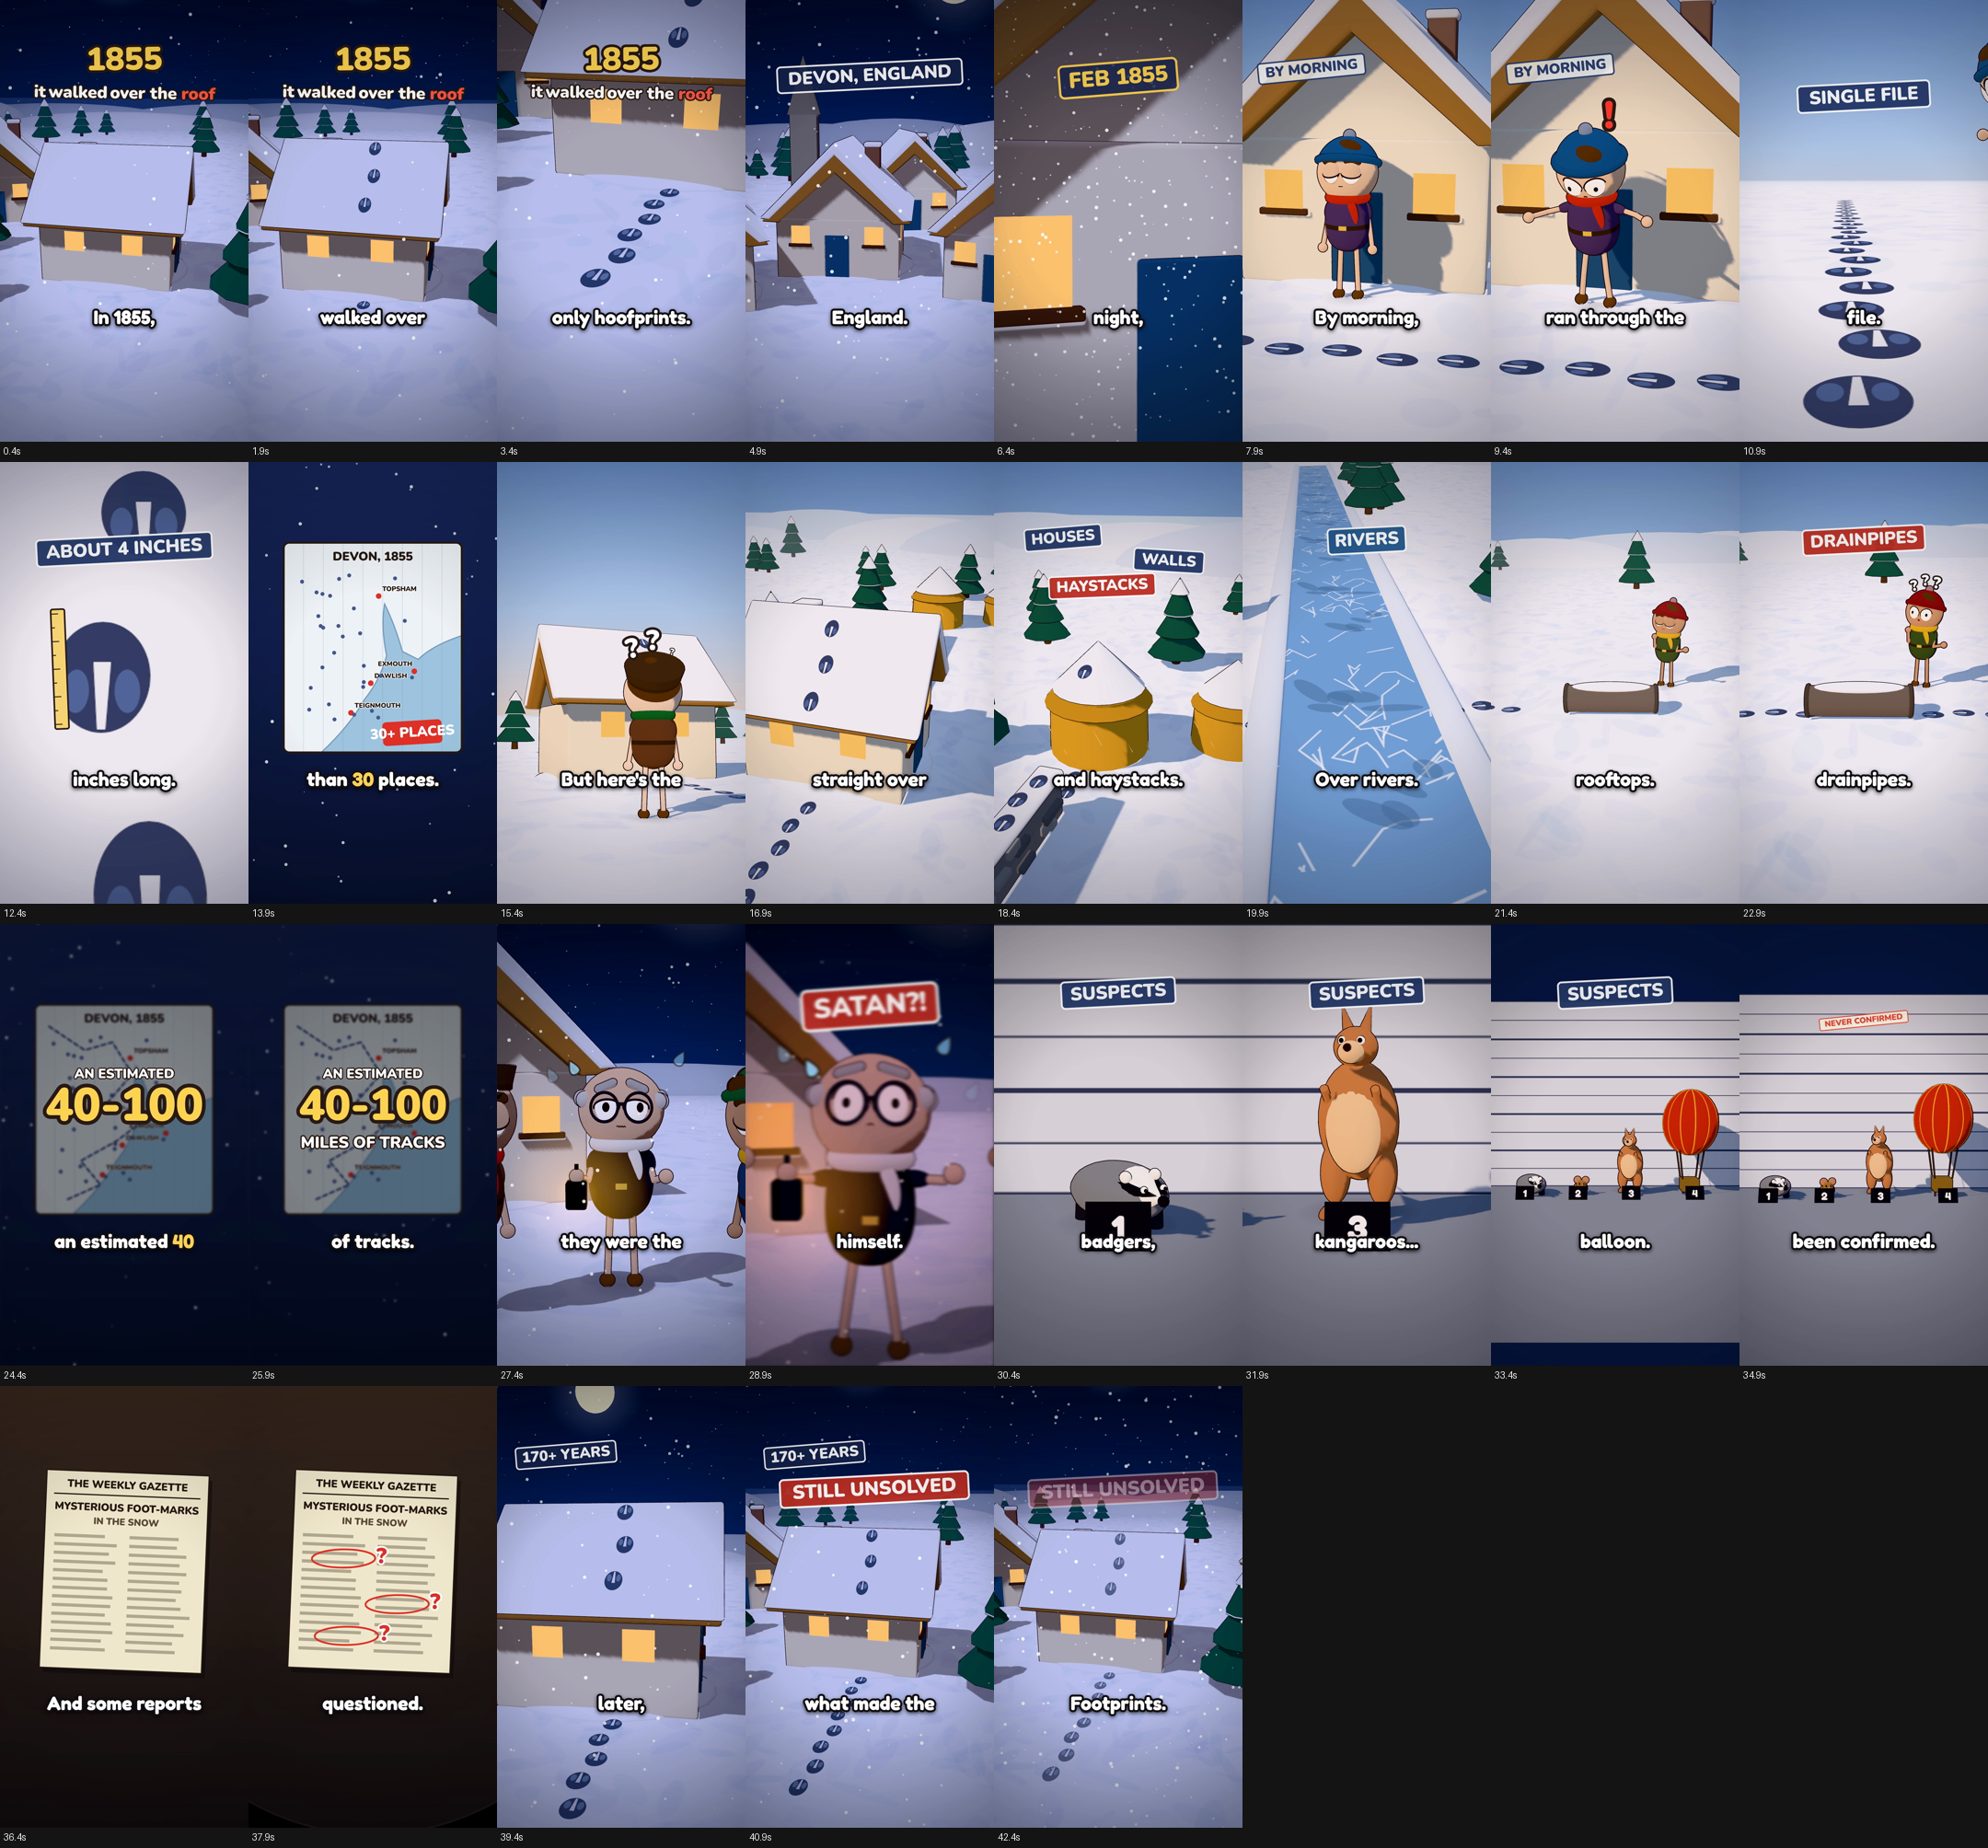 1855
it walked over the roof
In 1855,
0.4s
1855
it walked over the roof
walked over
1.9s
1855
it walked over the roof
only hoofprints.
3.4s
DEVON, ENGLAND
England.
4.9s
FEB 1855
night,
6.4s
BY MORNING
By morning,
7.9s
BY MORNING
!
ran through the
9.4s
SINGLE FILE
file.
10.9s
ABOUT 4 INCHES
inches long.
12.4s
DEVON, 1855
TOPSHAM
EXMOUTH
DAWLISH
TEIGNMOUTH
30+ PLACES
than 30 places.
13.9s
? ? ?
But here's the
15.4s
straight over
16.9s
HOUSES
WALLS
HAYSTACKS
and haystacks.
18.4s
RIVERS
Over rivers.
19.9s
rooftops.
21.4s
DRAINPIPES
???
drainpipes.
22.9s
DEVON, 1855
TOPSHAM
AN ESTIMATED
40-100
DAWLISH
TEIGNMOUTH
an estimated 40
24.4s
DEVON, 1855
TOPSHAM
AN ESTIMATED
40-100
MILES OF TRACKS
TEIGNMOUTH
of tracks.
25.9s
they were the
27.4s
SATAN?!
himself.
28.9s
SUSPECTS
1
badgers,
30.4s
SUSPECTS
3
kangaroos...
31.9s
SUSPECTS
1 2 3 4
balloon.
33.4s
NEVER CONFIRMED
1 2 3 4
been confirmed.
34.9s
THE WEEKLY GAZETTE
MYSTERIOUS FOOT-MARKS
IN THE SNOW
And some reports
36.4s
THE WEEKLY GAZETTE
MYSTERIOUS FOOT-MARKS
IN THE SNOW
?
?
?
questioned.
37.9s
170+ YEARS
later,
39.4s
170+ YEARS
STILL UNSOLVED
what made the
40.9s
STILL UNSOLVED
Footprints.
42.4s